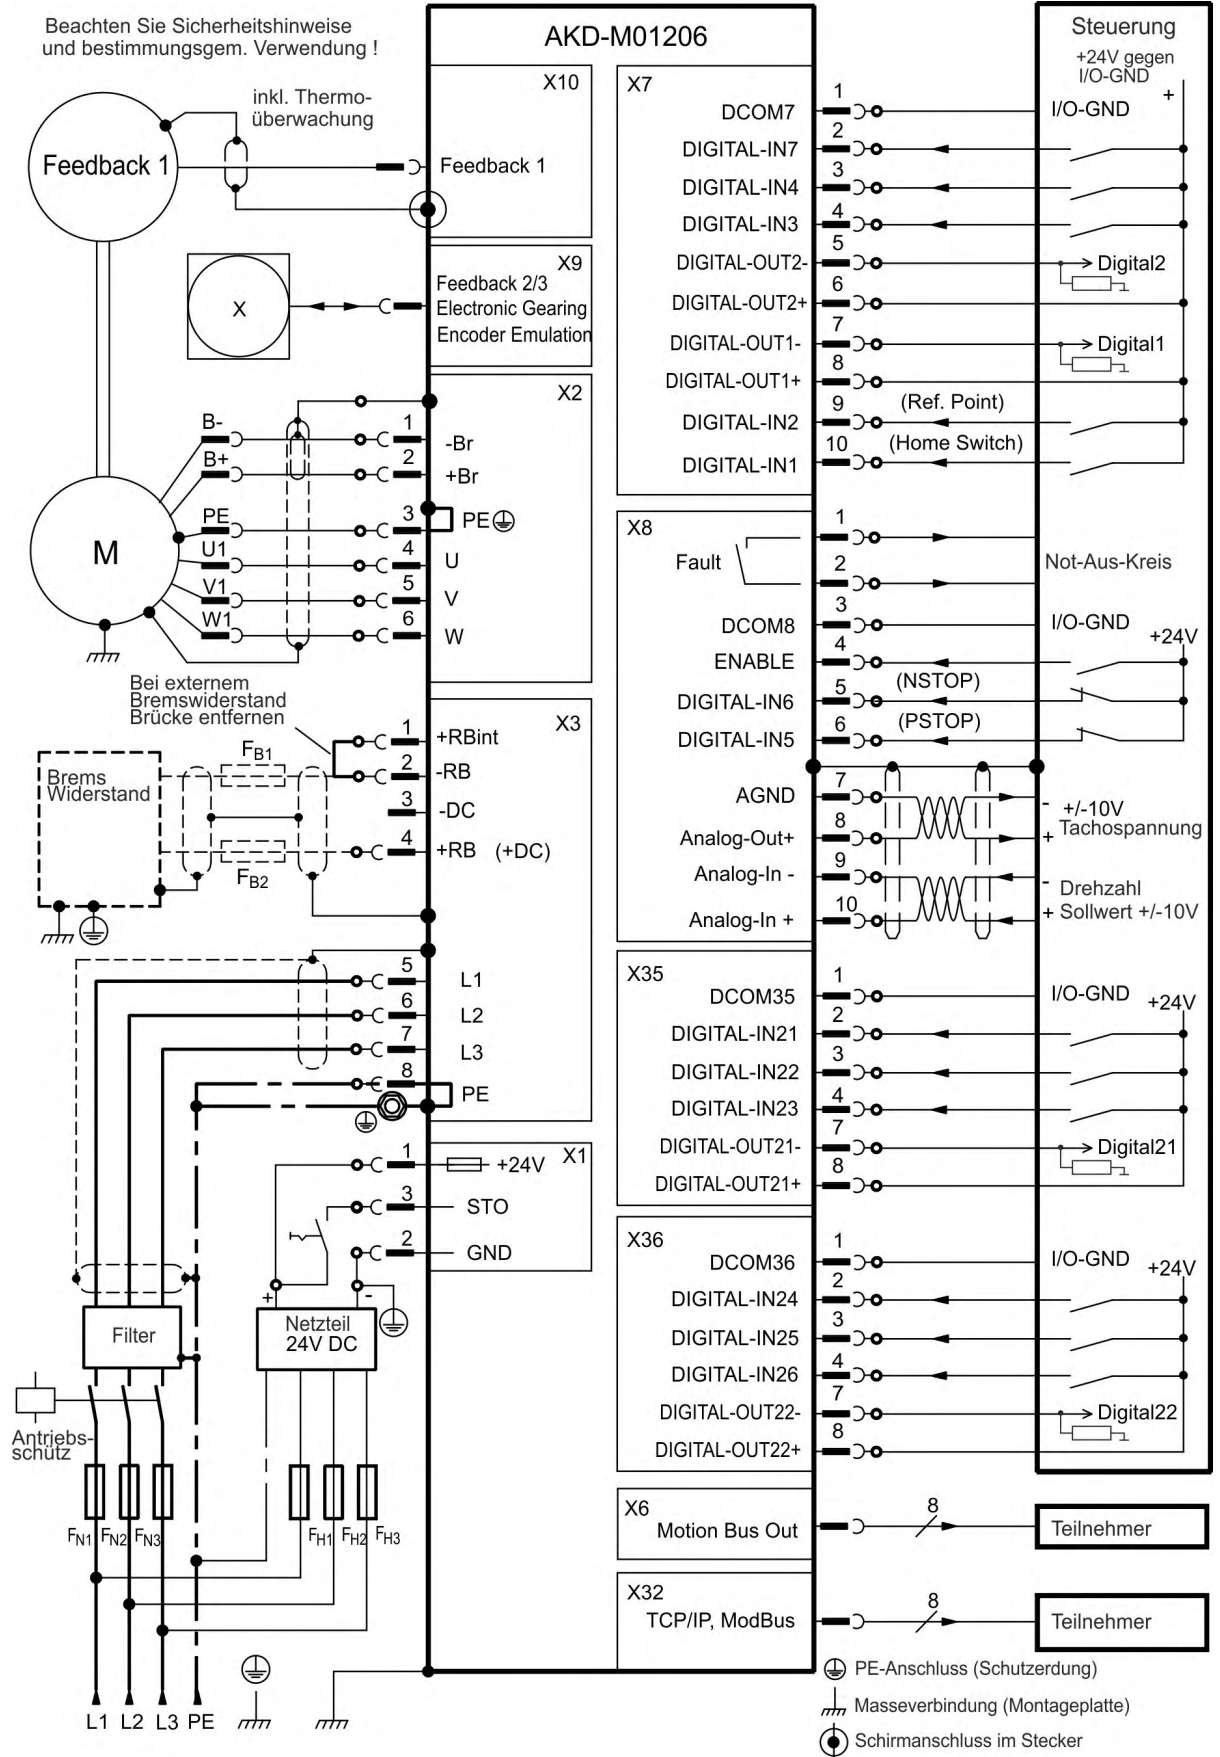 Beachten Sie Sicherheitshinweise
und bestimmungsgem. Verwendung !
AKD-M01206
inkl. Thermo-
überwachung
Feedback 1
X10
Feedback 1
X
X9
Feedback 2/3
Electronic Gearing
Encoder Emulation
X2
B-
1
-Br
B+
2
+Br
PE
3
PE
U1
4
U
V1
5
V
W1
6
W
M
Bei externem
Bremswiderstand
Brücke entfernen
X3
Brems
Widerstand
FB1
FB2
1
+RBint
2
-RB
3
-DC
4
+RB (+DC)
5
L1
6
L2
7
L3
8
PE
X1
1
+24V
3
STO
2
GND
+
-
Netzteil
24V DC
Filter
Antriebs-
schütz
FN1
FN2
FN3
FH1
FH2
FH3
L1
L2
L3
PE
X7
1
DCOM7
2
DIGITAL-IN7
3
DIGITAL-IN4
4
DIGITAL-IN3
5
DIGITAL-OUT2-
6
DIGITAL-OUT2+
7
DIGITAL-OUT1-
8
DIGITAL-OUT1+
9
DIGITAL-IN2
(Ref. Point)
10
DIGITAL-IN1
(Home Switch)
Steuerung
+24V gegen
I/O-GND
+
I/O-GND
Digital2
Digital1
X8
Fault
1
2
Not-Aus-Kreis
3
DCOM8
I/O-GND
+24V
4
ENABLE
5
DIGITAL-IN6
(NSTOP)
6
DIGITAL-IN5
(PSTOP)
7
AGND
8
Analog-Out+
9
Analog-In -
10
Analog-In +
- +/-10V
+ Tachospannung
- Drehzahl
+ Sollwert +/-10V
X35
1
DCOM35
I/O-GND
+24V
2
DIGITAL-IN21
3
DIGITAL-IN22
4
DIGITAL-IN23
7
DIGITAL-OUT21-
Digital21
8
DIGITAL-OUT21+
X36
1
DCOM36
I/O-GND
+24V
2
DIGITAL-IN24
3
DIGITAL-IN25
4
DIGITAL-IN26
7
DIGITAL-OUT22-
Digital22
8
DIGITAL-OUT22+
X6
Motion Bus Out
8
Teilnehmer
X32
TCP/IP, ModBus
8
Teilnehmer
PE-Anschluss (Schutzerdung)
Masseverbindung (Montageplatte)
Schirmanschluss im Stecker